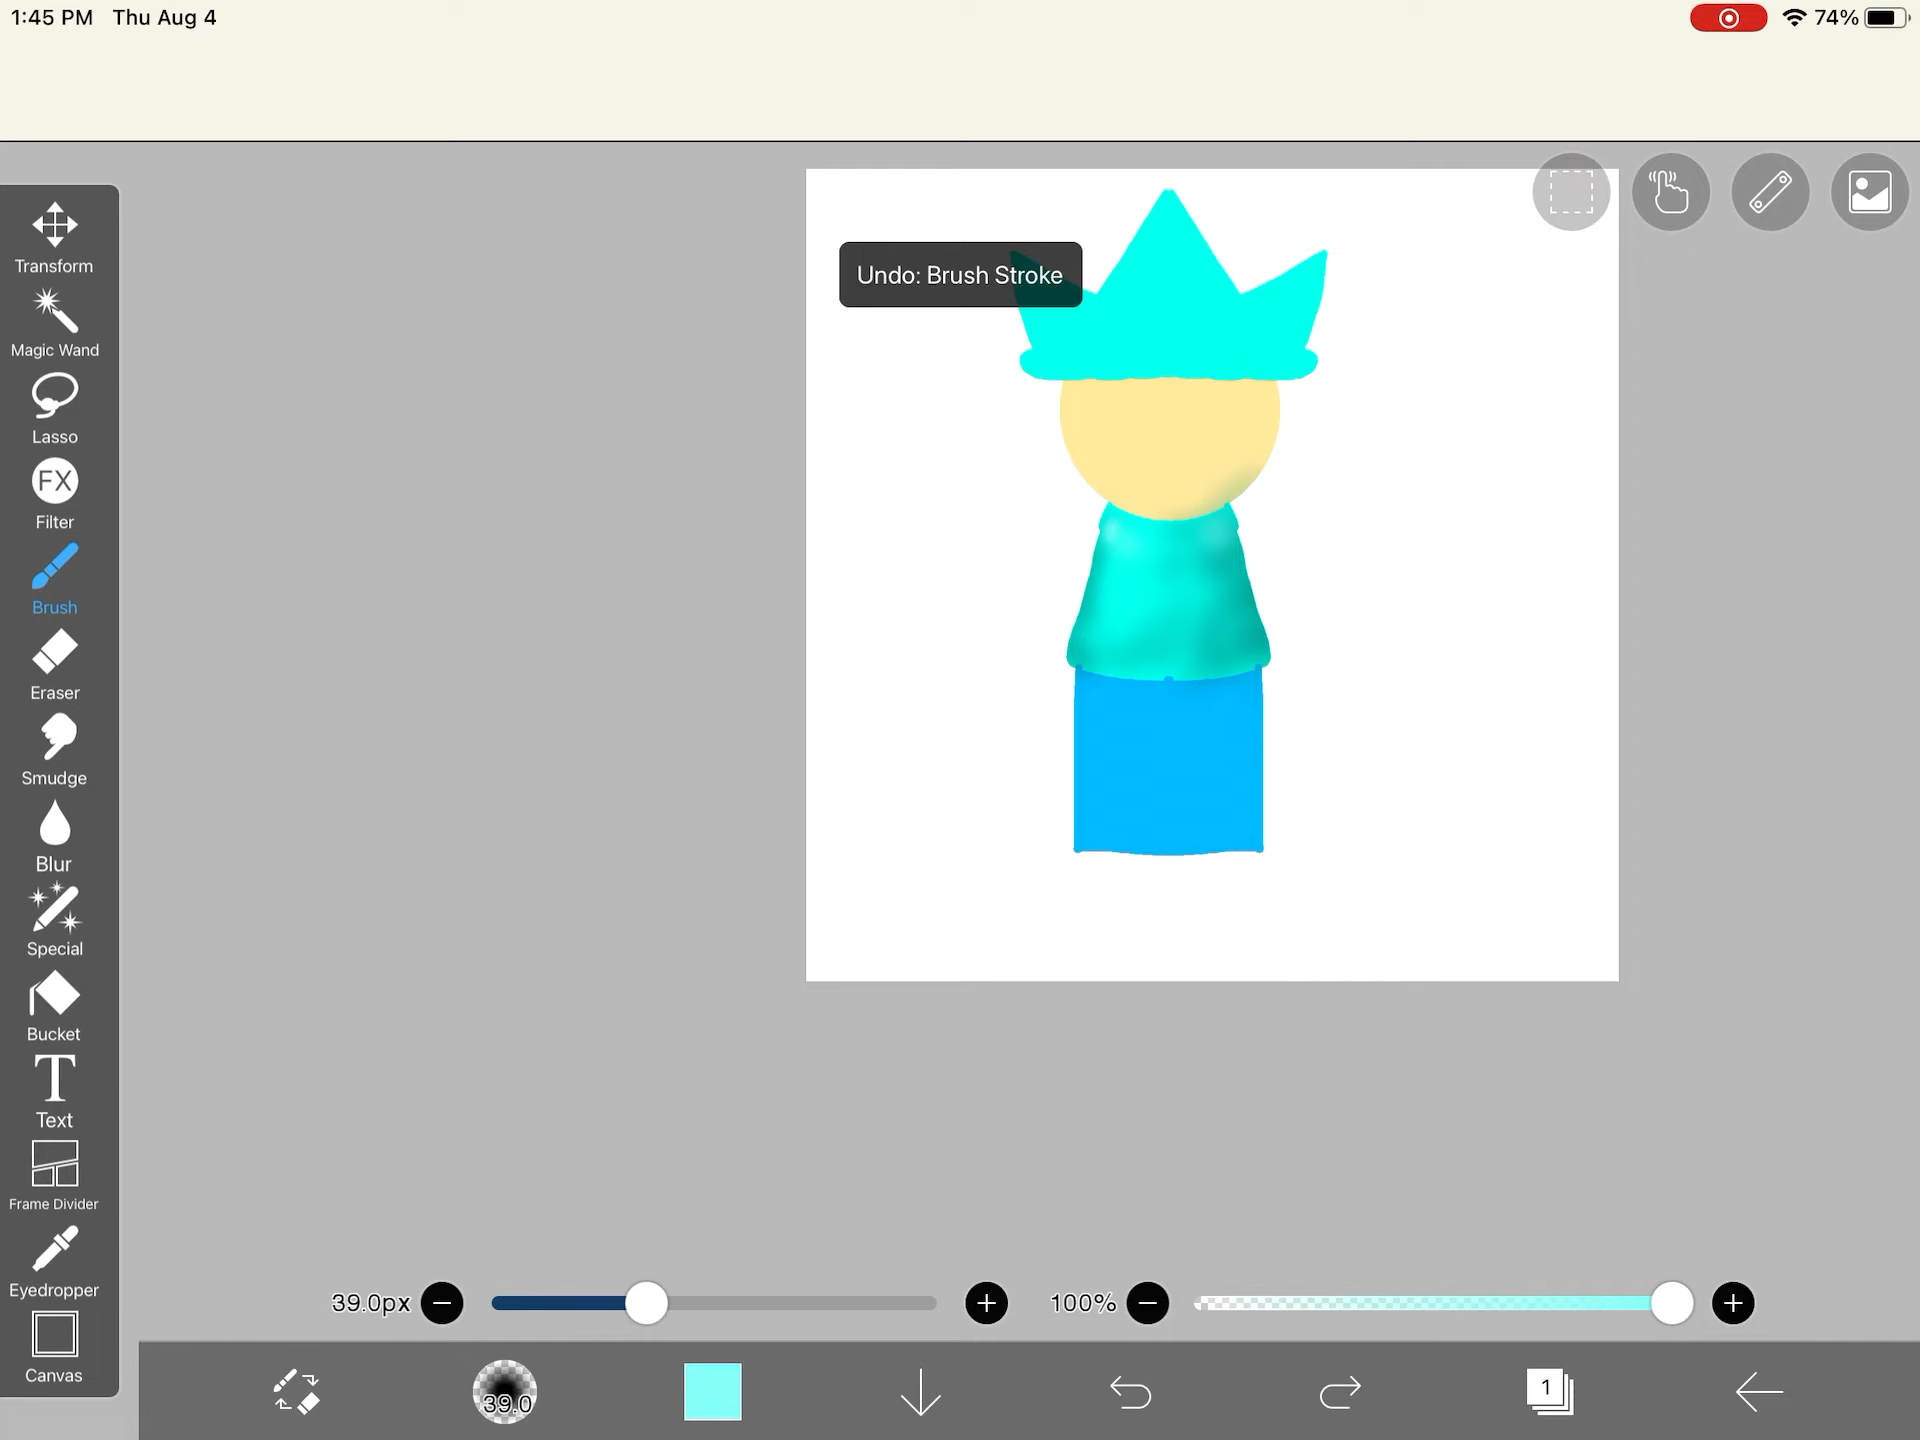 1:45 PM Thu Aug 4
74%
Transform
Undo: Brush Stroke
Magic Wand
Lasso
FX
Filter
Brush
Eraser
Smudge
Blur
Special
Bucket
T
Text
Frame Divider
Eyedropper
39.0px
100%
Canvas
39.0
1